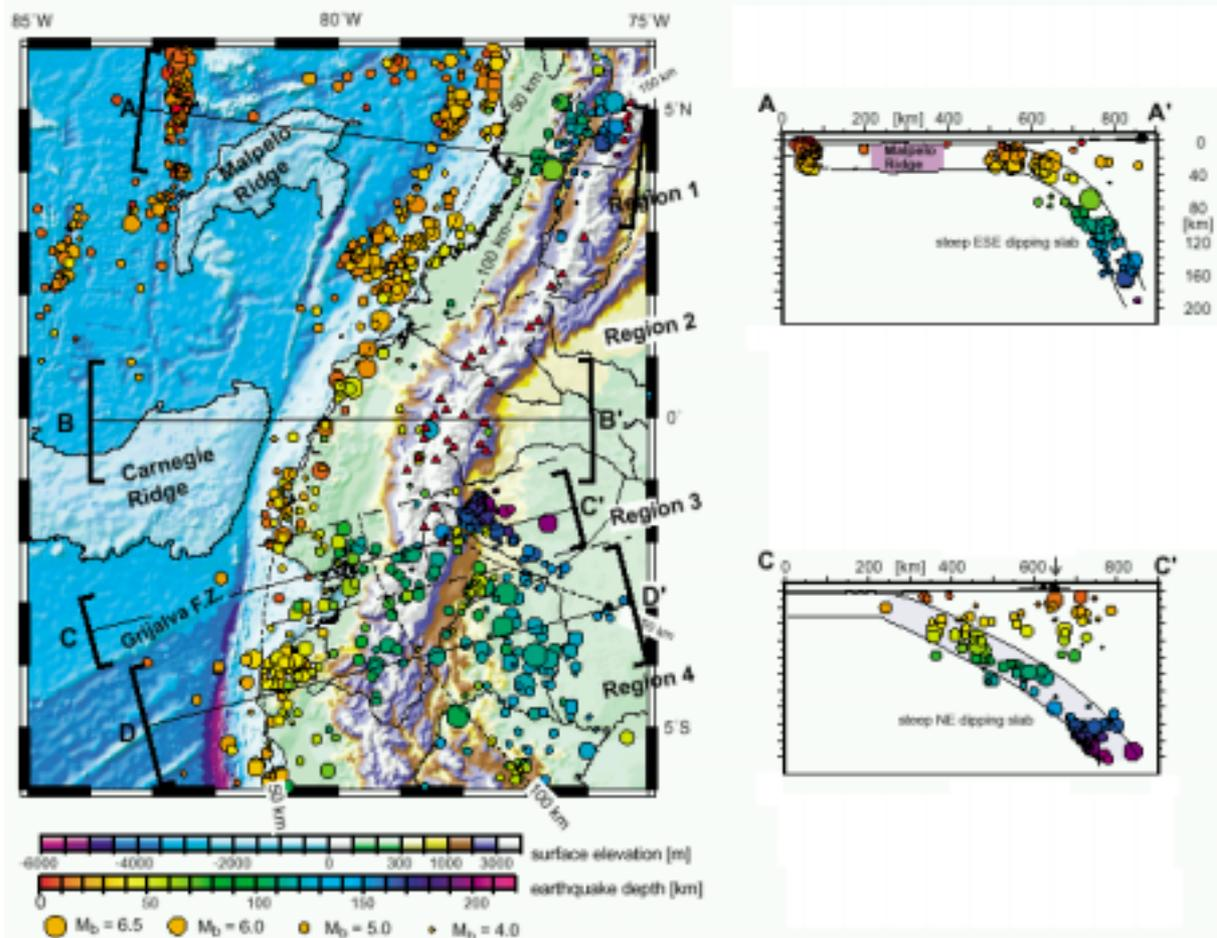 85°W
80°W
75°W
50 km
150 km
A
5°N
Malpelo
Ridge
Region 1
100 km
Region 2
B
B'
0°
Carnegie
Ridge
C'
Region 3
Grijalva F.Z.
D'
C
Region 4
D
5°S
50 km
100 km
-6000 -4000 -2000 0 300 1000 3000 surface elevation [m]
earthquake depth [km]
0 50 100 150 200
Mb = 6.5 Mb = 6.0 Mb = 5.0 Mb = 4.0
A 200 [km] 400 600 800 A'
0
Malpelo
Ridge
40
80
[km]
steep ESE dipping slab
120
160
200
C 0 200 [km] 400 600 800 C'
steep NE dipping slab